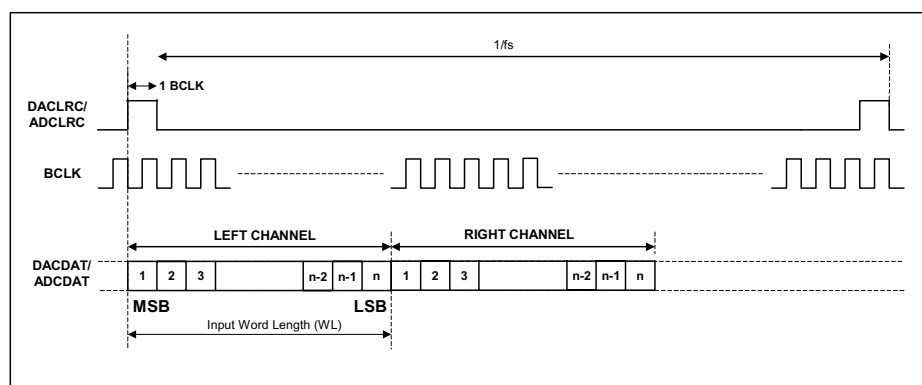 1/fs
1 BCLK
DACLRC/
ADCLRC
BCLK
LEFT CHANNEL
RIGHT CHANNEL
DACDAT/
ADCDAT
1 2 3 n-2 n-1 n 1 2 3 n-2 n-1 n
MSB LSB
Input Word Length (WL)